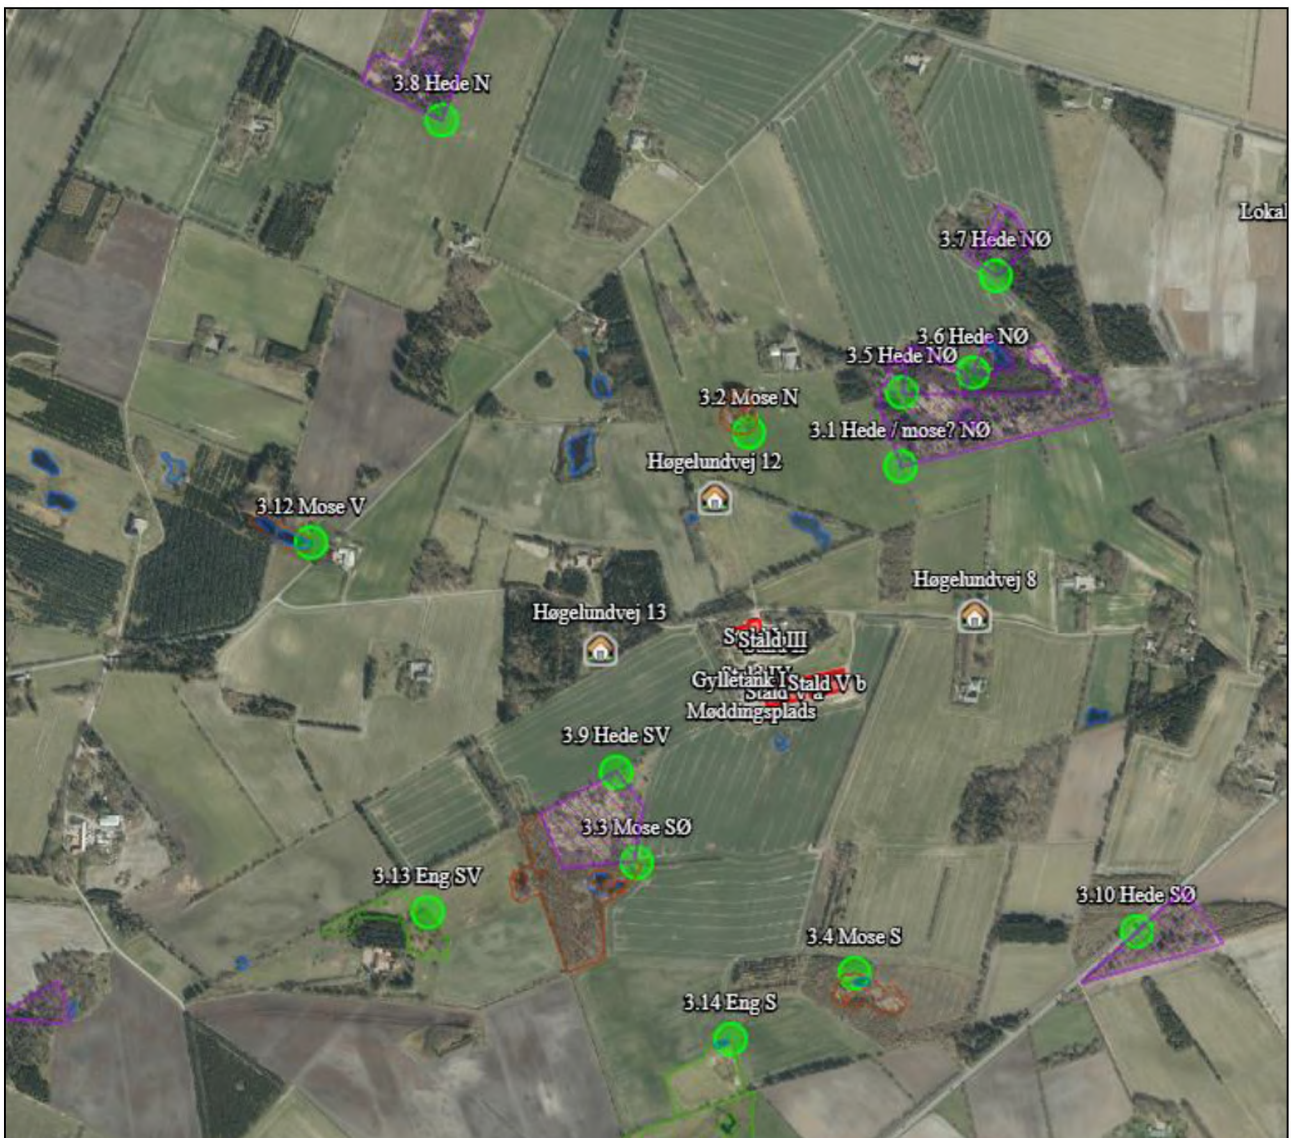 3.8 Hede N
Lokal
3.7 Hede NØ
3.6 Hede NØ
3.5 Hede NØ
3.2 Mose N
3.1 Hede / mose? NØ
Høgelundvej 12
3.12 Mose V
Høgelundvej 8
Høgelundvej 13
Stald III
Gylletank I
Stald V b
Stald V a
Møddingsplads
3.9 Hede SV
3.3 Mose SØ
3.13 Eng SV
3.10 Hede SØ
3.4 Mose S
3.14 Eng S